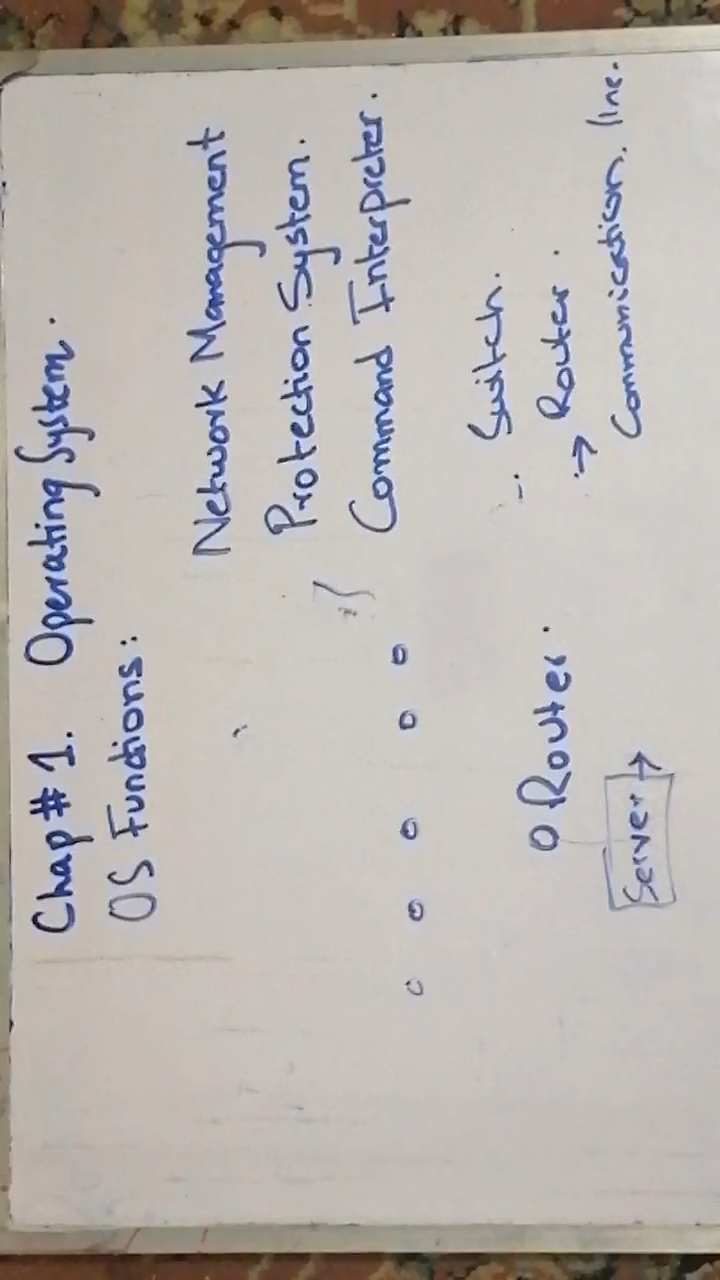 Chap # 1. Operating System.
OS Functions:
Network Management
Protection System.
Command Interpreter.
Switch.
Router.
Router.
Communication line.
Server